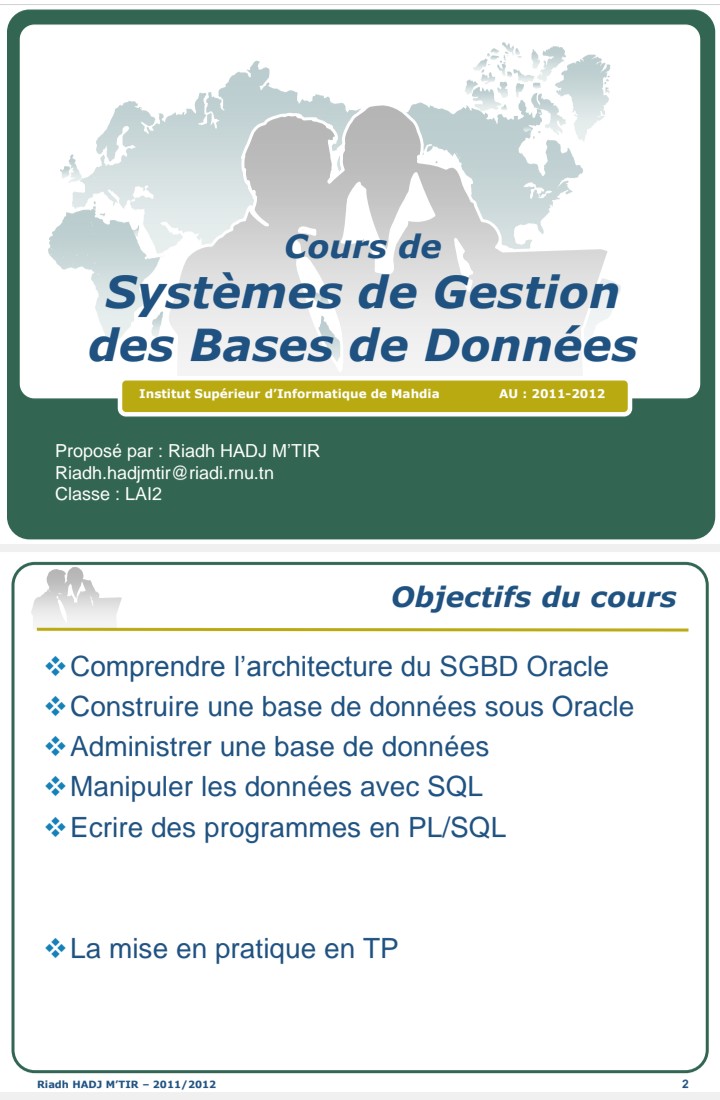 Cours de
Systèmes de Gestion
des Bases de Données
Institut Supérieur d’Informatique de Mahdia AU : 2011-2012
Proposé par : Riadh HADJ M’TIR
Riadh.hadjmtir@riadi.rnu.tn
Classe : LAI2
Objectifs du cours
❖Comprendre l’architecture du SGBD Oracle
❖Construire une base de données sous Oracle
❖Administrer une base de données
❖Manipuler les données avec SQL
❖Ecrire des programmes en PL/SQL
❖La mise en pratique en TP
Riadh HADJ M’TIR – 2011/2012 2